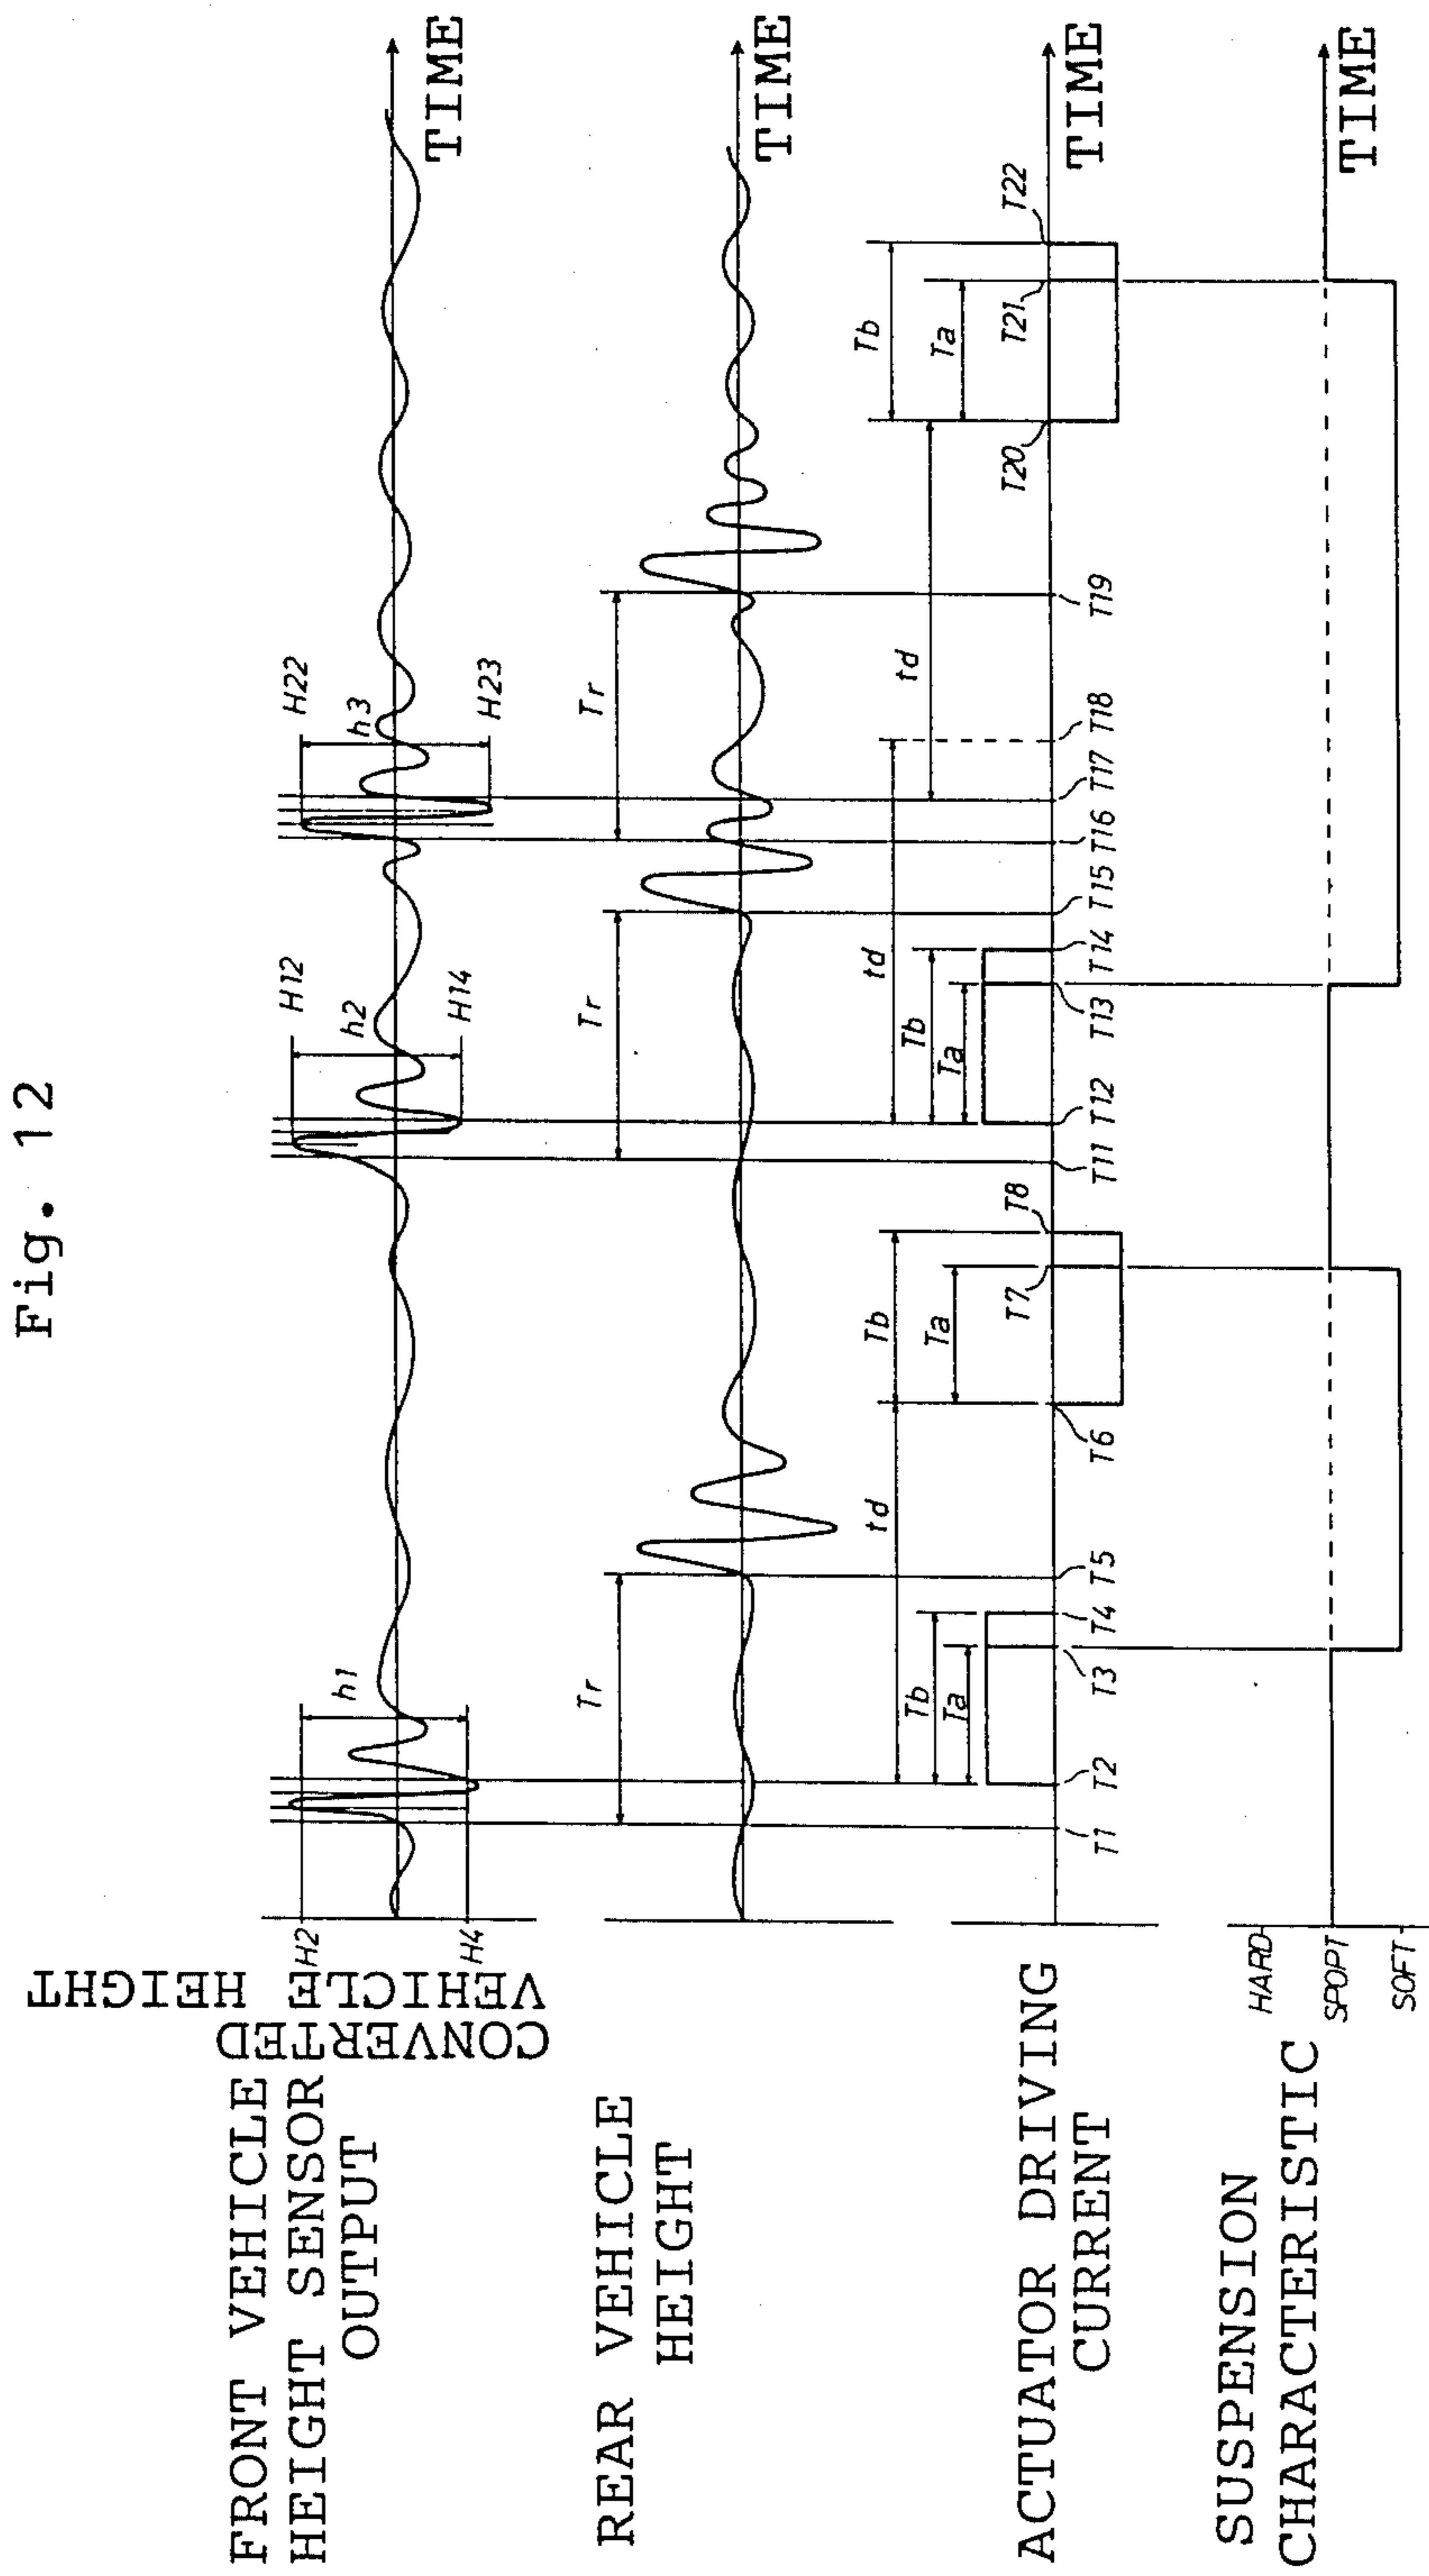 Fig. 12
FRONT VEHICLE
HEIGHT SENSOR
OUTPUT
CONVERTED
VEHICLE HEIGHT
H2
H4
h1
H12
h2
H14
H22
h3
H23
TIME
REAR VEHICLE
HEIGHT
Tr
Tr
Tr
TIME
ACTUATOR DRIVING
CURRENT
td
Tb
Tb
Ta
Ta
td
Tb
Ta
td
Tb
Ta
T1
T2
T3
T4
T5
T6
T7
T8
T11
T12
T13
T14
T15
T16
T17
T18
T19
T20
T21
T22
TIME
SUSPENSION
CHARACTERISTIC
HARD
SPOPT
SOFT
TIME